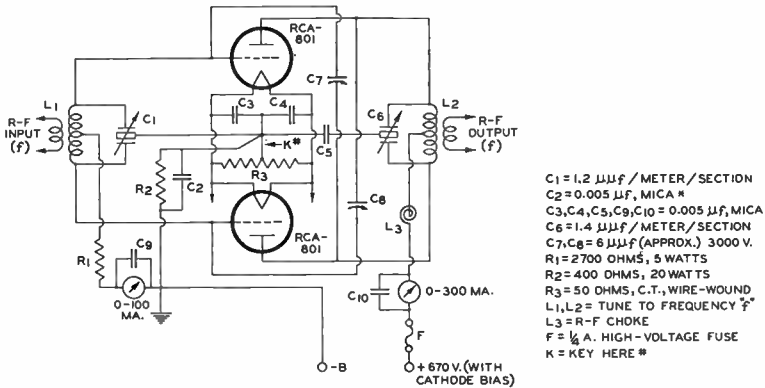 RCA-
801
C7
L1
C1
C3
C4
C6
L2
R-F
INPUT
(f)
R-F
OUTPUT
(f)
K*
C5
R2
C2
R3
C8
L3
RCA-
801
R1
C9
0-100
MA.
C10
0-300 MA.
F
-B
+670 V. (WITH
CATHODE BIAS)
C1 = 1.2 μμf/METER/SECTION
C2 = 0.005 μf, MICA *
C3, C4, C5, C9, C10 = 0.005 μf, MICA
C6 = 1.4 μμf/METER/SECTION
C7, C8 = 6 μμf (APPROX.) 3000 V.
R1 = 2700 OHMS, 5 WATTS
R2 = 400 OHMS, 20 WATTS
R3 = 50 OHMS, C.T., WIRE-WOUND
L1, L2 = TUNE TO FREQUENCY "f"
L3 = R-F CHOKE
F = 1/4 A. HIGH-VOLTAGE FUSE
K = KEY HERE *